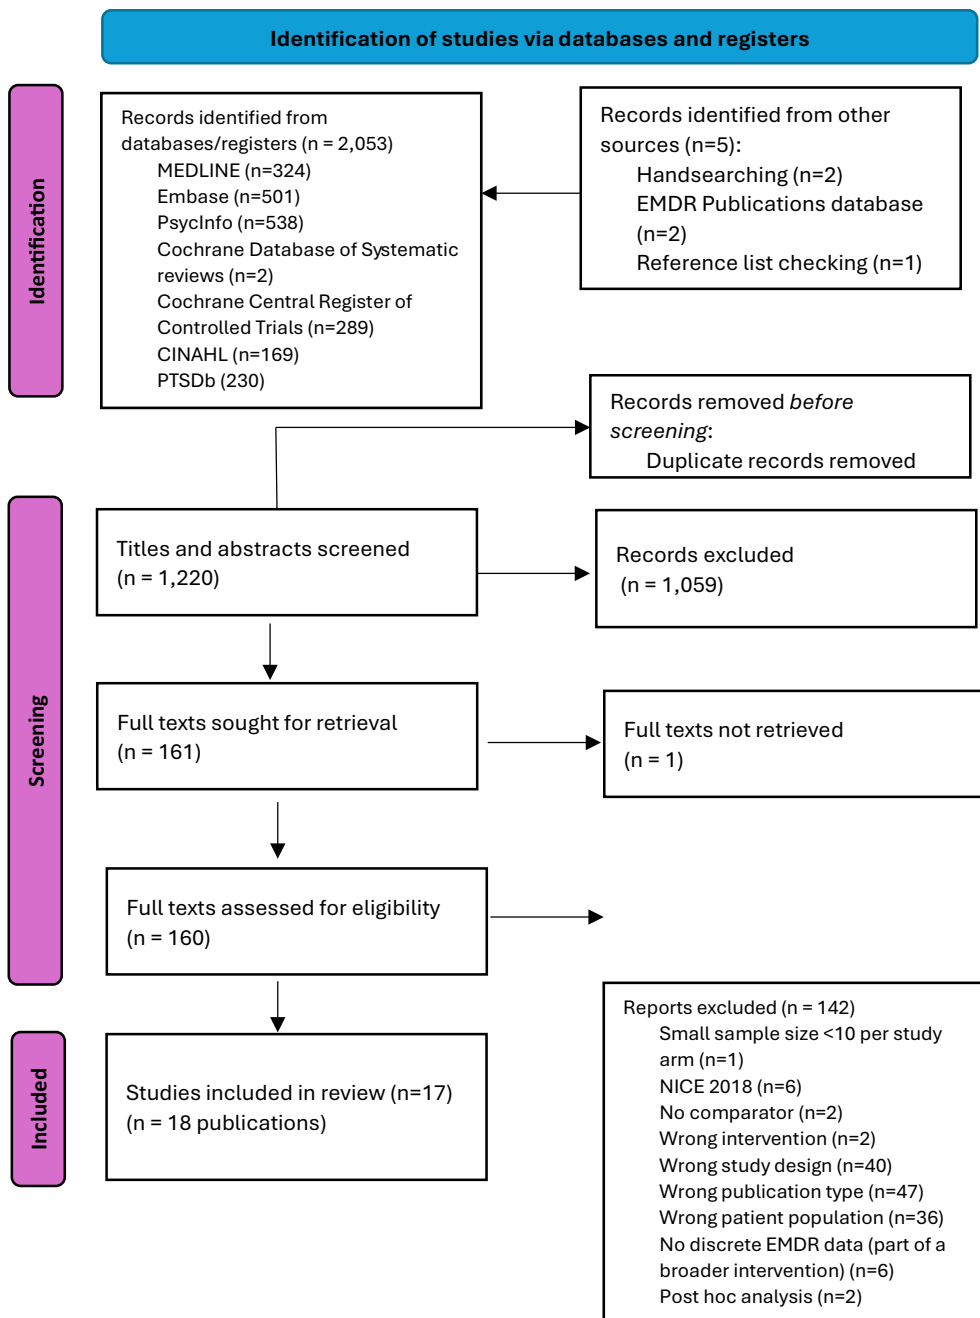 Identification of studies via databases and registers
Identification
Records identified from
databases/registers (n = 2,053)
MEDLINE (n=324)
Embase (n=501)
PsycInfo (n=538)
Cochrane Database of Systematic
reviews (n=2)
Cochrane Central Register of
Controlled Trials (n=289)
CINAHL (n=169)
PTSDb (230)
Records identified from other
sources (n=5):
Handsearching (n=2)
EMDR Publications database
(n=2)
Reference list checking (n=1)
Records removed before
screening:
Duplicate records removed
Screening
Titles and abstracts screened
(n = 1,220)
Records excluded
(n = 1,059)
Full texts sought for retrieval
(n = 161)
Full texts not retrieved
(n = 1)
Full texts assessed for eligibility
(n = 160)
Reports excluded (n = 142)
Small sample size <10 per study
arm (n=1)
NICE 2018 (n=6)
No comparator (n=2)
Wrong intervention (n=2)
Wrong study design (n=40)
Wrong publication type (n=47)
Wrong patient population (n=36)
No discrete EMDR data (part of a
broader intervention) (n=6)
Post hoc analysis (n=2)
Included
Studies included in review (n=17)
(n = 18 publications)